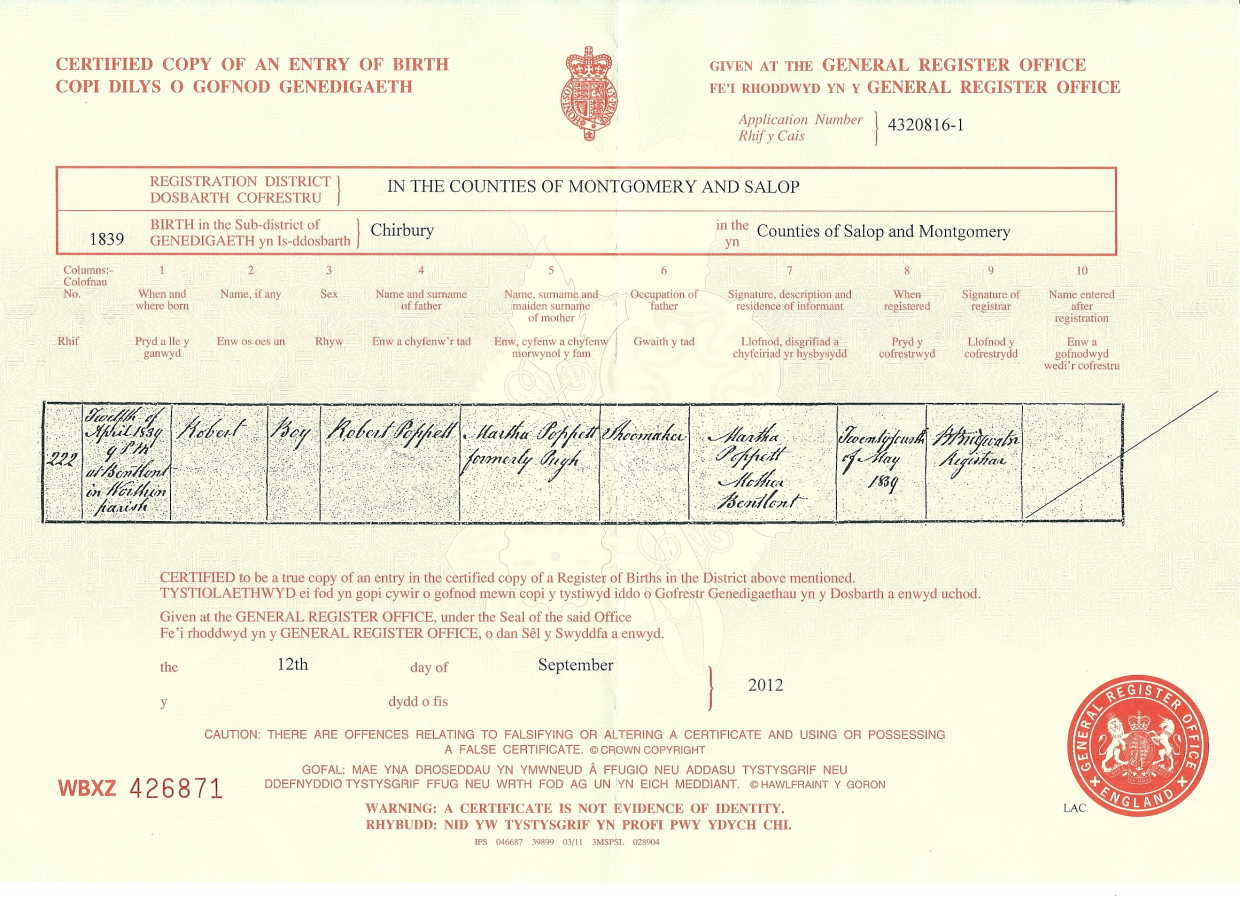 CERTIFIED COPY OF AN ENTRY OF BIRTH
COPI DILYS O GOFNOD GENEDIGAETH
GIVEN AT THE GENERAL REGISTER OFFICE
FE'I RHODDWYD YN Y GENERAL REGISTER OFFICE
Application Number
Rhif y Cais
4320816-1
REGISTRATION DISTRICT
DOSBARTH COFRESTRU
IN THE COUNTIES OF MONTGOMERY AND SALOP
1839
BIRTH in the Sub-district of
GENEDIGAETH yn Is-ddosbarth
Chirbury
in the
yn
Counties of Salop and Montgomery
Columns:- 1 2 3 4 5 6 7 8 9 10
Colofnau
No.
When and
where born
Name, if any
Sex
Name and surname
of father
Name, surname and
maiden surname
of mother
Occupation of
father
Signature, description and
residence of informant
When
registered
Signature of
registrar
Name entered
after
registration
Rhif
Pryd a lle y
ganwyd
Enw os oes un
Rhyw
Enw a chyfenw'r tad
Enw, cyfenw a chyfenw
morwynol y fam
Gwaith y tad
Llofnod, disgrifiad a
chyfeiriad yr hysbysydd
Pryd y
cofrestrwyd
Llofnod y
cofrestrydd
Enw a
gofnodwyd
wedi'r cofrestru
222
Twelfth of
April 1839
9 P M
at Bentlont
in Worthin
parish
Robert
Boy
Robert Poppett
Martha Poppett
formerly Pugh
Shoemaker
Martha
Poppett
Mother
Bentlont
Twentyfourth
of May
1839
Registrar
CERTIFIED to be a true copy of an entry in the certified copy of a Register of Births in the District above mentioned.
TYSTIOLAETHWYD ei fod yn gopi cywir o gofnod mewn copi y tystiwyd iddo o Gofrestr Genedigaethau yn y Dosbarth a enwyd uchod.
Given at the GENERAL REGISTER OFFICE, under the Seal of the said Office
Fe'i rhoddwyd yn y GENERAL REGISTER OFFICE, o dan Sêl y Swyddfa a enwyd.
the 12th day of September 2012
y dydd o fis
CAUTION: THERE ARE OFFENCES RELATING TO FALSIFYING OR ALTERING A CERTIFICATE AND USING OR POSSESSING
A FALSE CERTIFICATE. © CROWN COPYRIGHT
GOFAL: MAE YNA DROSEDDAU YN YMWNEUD Â FFUGIO NEU ADDASU TYSTYSGRIF NEU
DDEFNYDDIO TYSTYSGRIF FFUG NEU WRTH FOD AG UN YN EICH MEDDIANT. © HAWLFRAINT Y GORON
WBXZ 426871
WARNING: A CERTIFICATE IS NOT EVIDENCE OF IDENTITY.
RHYBUDD: NID YW TYSTYSGRIF YN PROFI PWY YDYCH CHI.
IPS 046687 39899 03/11 3MSPSL 028904
GENERAL REGISTER OFFICE
ENGLAND
LAC